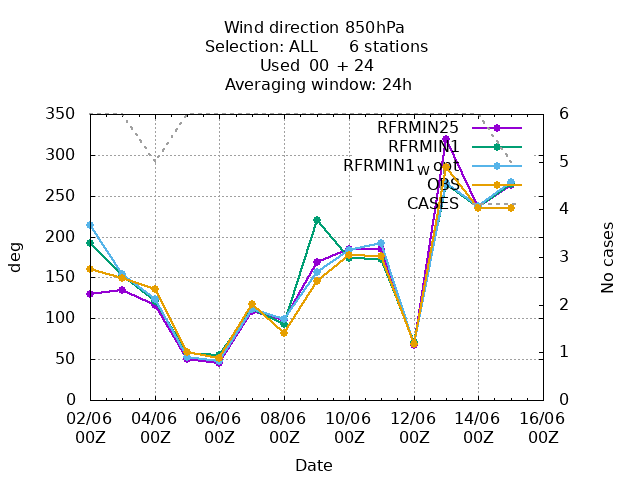 Wind direction 850hPa
Selection: ALL 6 stations
Used 00 + 24
Averaging window: 24h
350
300
250
200
150
100
50
0
deg
6
5
4
3
2
1
0
No cases
RFRMIN25
RFRMIN1
RFRMIN1_w opt
OBS
CASES
02/06 04/06 06/06 08/06 10/06 12/06 14/06 16/06
00Z 00Z 00Z 00Z 00Z 00Z 00Z 00Z
Date